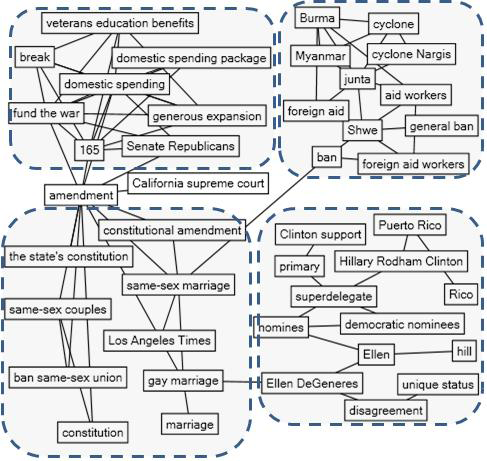 veterans education benefits
break
domestic spending package
domestic spending
fund the war
generous expansion
165
Senate Republicans
Burma
cyclone
Myanmar
cyclone Nargis
junta
aid workers
foreign aid
Shwe
general ban
ban
foreign aid workers
amendment
California supreme court
constitutional amendment
the state's constitution
same-sex marriage
same-sex couples
Los Angeles Times
ban same-sex union
gay marriage
constitution
marriage
Clinton support
Puerto Rico
primary
Hillary Rodham Clinton
superdelegate
Rico
nomines
democratic nominees
Ellen
hill
Ellen DeGeneres
unique status
disagreement